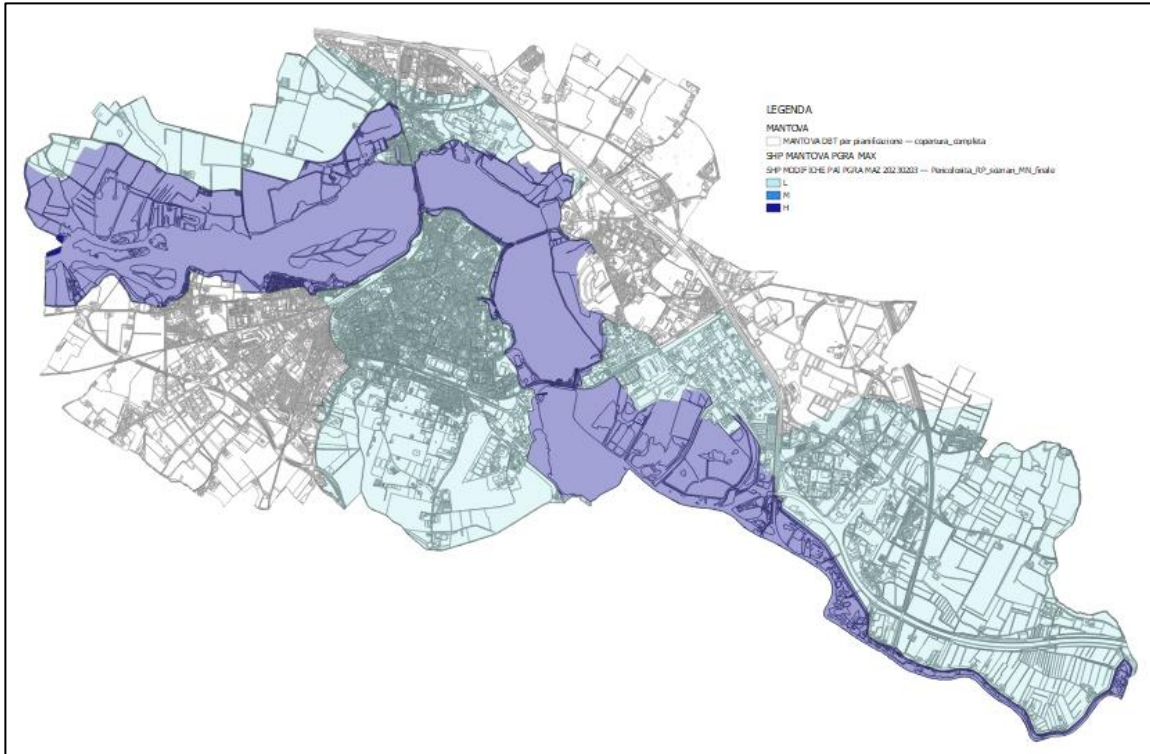 LEGENDA
MANTOVA
MANTOVA DBT per pianificazione — copertura_completa
SHP MANTOVA PGRA MAX
SHP MODIFICHE PAI PGRA MAZ 20230203 — Pericolosita_RP_scenari_MN_finale
L
M
H